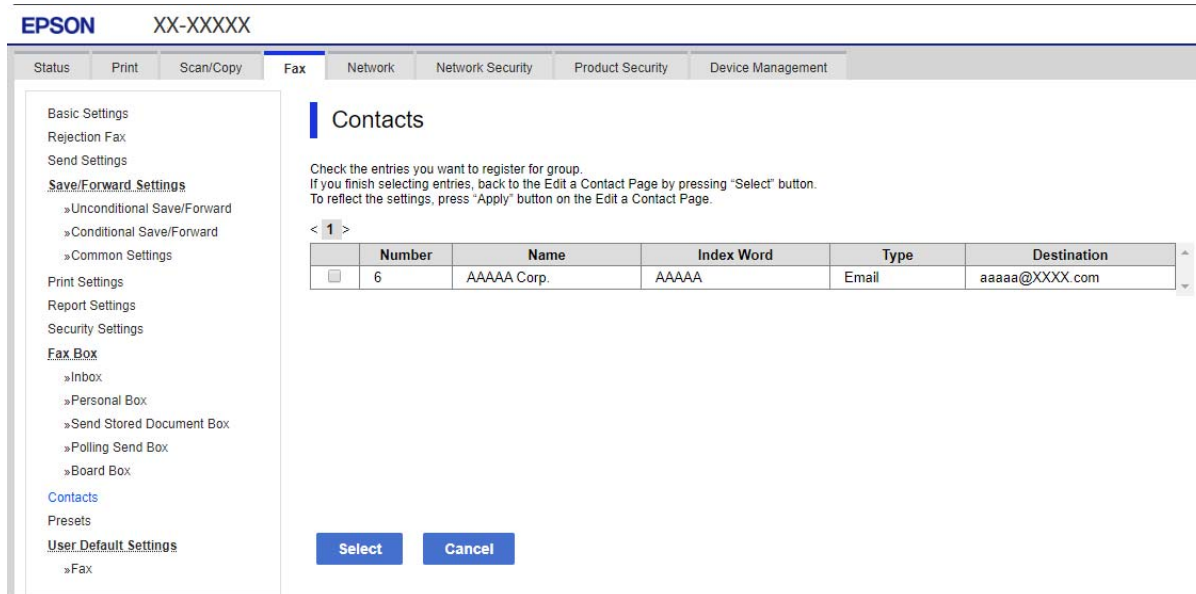 EPSON XX-XXXXX
Status Print Scan/Copy Fax Network Network Security Product Security Device Management
Basic Settings
Rejection Fax
Send Settings
Save/Forward Settings
»Unconditional Save/Forward
»Conditional Save/Forward
»Common Settings
Print Settings
Report Settings
Security Settings
Fax Box
»Inbox
»Personal Box
»Send Stored Document Box
»Polling Send Box
»Board Box
Contacts
Presets
User Default Settings
»Fax
Contacts
Check the entries you want to register for group.
If you finish selecting entries, back to the Edit a Contact Page by pressing “Select” button.
To reflect the settings, press “Apply” button on the Edit a Contact Page.
< 1 >
Number Name Index Word Type Destination
6 AAAAA Corp. AAAAA Email aaaaa@XXXX.com
Select Cancel